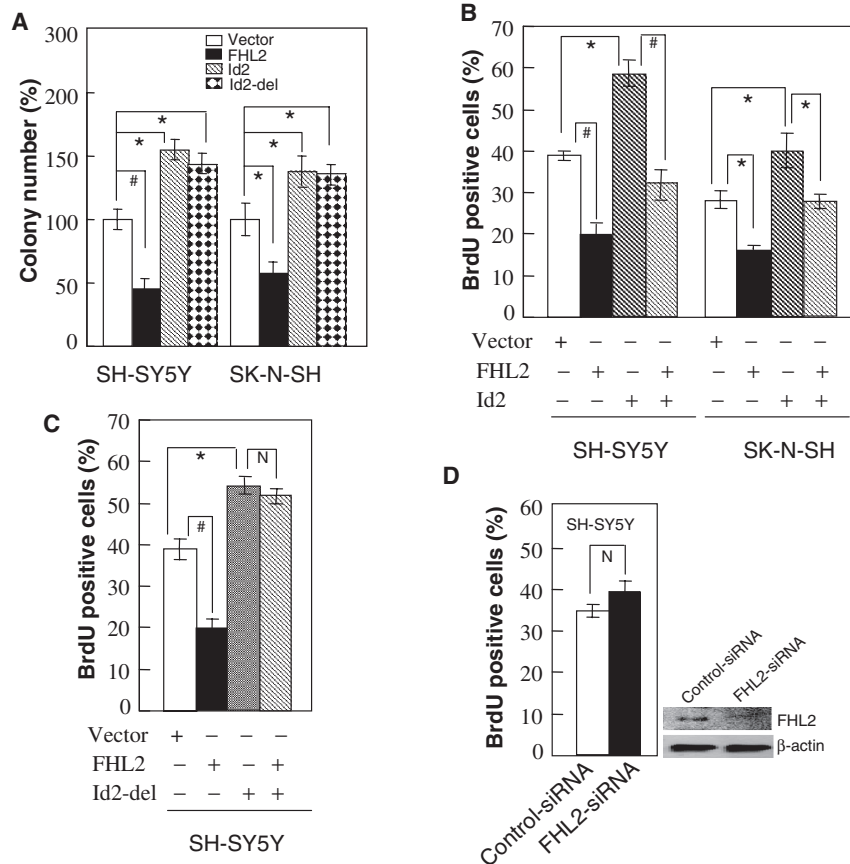 A
Colony number (%)
300
200
150
100
50
0
Vector
FHL2
Id2
Id2-del
* * # * * *
SH-SY5Y SK-N-SH
B
BrdU positive cells (%)
70
60
50
40
30
20
10
0
* # # * * *
Vector + − − − + − − −
FHL2 − + − + − + − +
Id2 − − + + − − + +
SH-SY5Y SK-N-SH
C
BrdU positive cells (%)
70
60
50
40
30
20
10
0
* N #
Vector + − − −
FHL2 − + − +
Id2-del − − + +
SH-SY5Y
D
BrdU positive cells (%)
60
50
40
30
20
10
0
SH-SY5Y
N
Control-siRNA FHL2-siRNA
Control-siRNA FHL2-siRNA
FHL2
β-actin